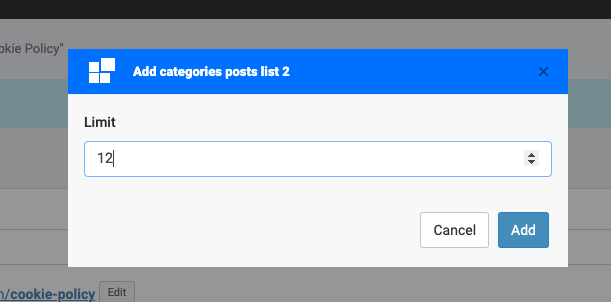 okie Policy"
Add categories posts list 2
×
Limit
12
Cancel
Add
n/cookie-policy
Edit